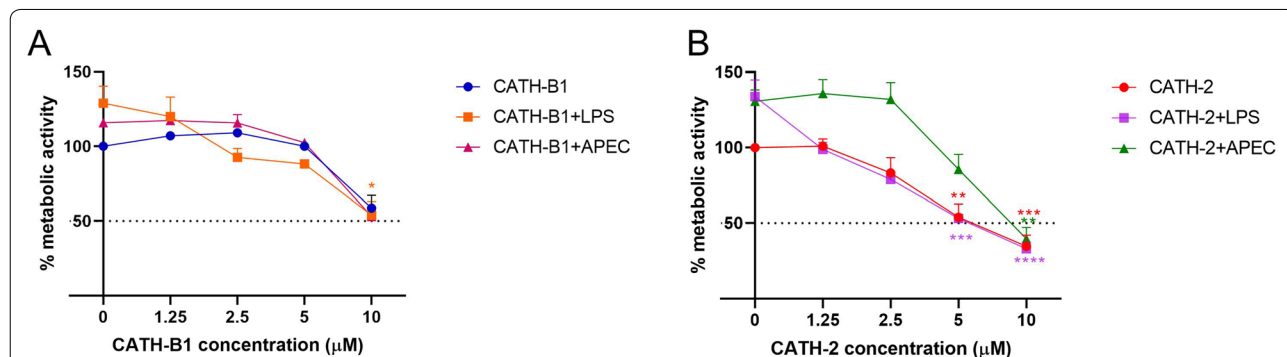 A
150
100
50
% metabolic activity
*
0 1.25 2.5 5 10
CATH-B1 concentration (μM)
CATH-B1
CATH-B1+LPS
CATH-B1+APEC
B
150
100
50
% metabolic activity
**
***
***
**
****
0 1.25 2.5 5 10
CATH-2 concentration (μM)
CATH-2
CATH-2+LPS
CATH-2+APEC